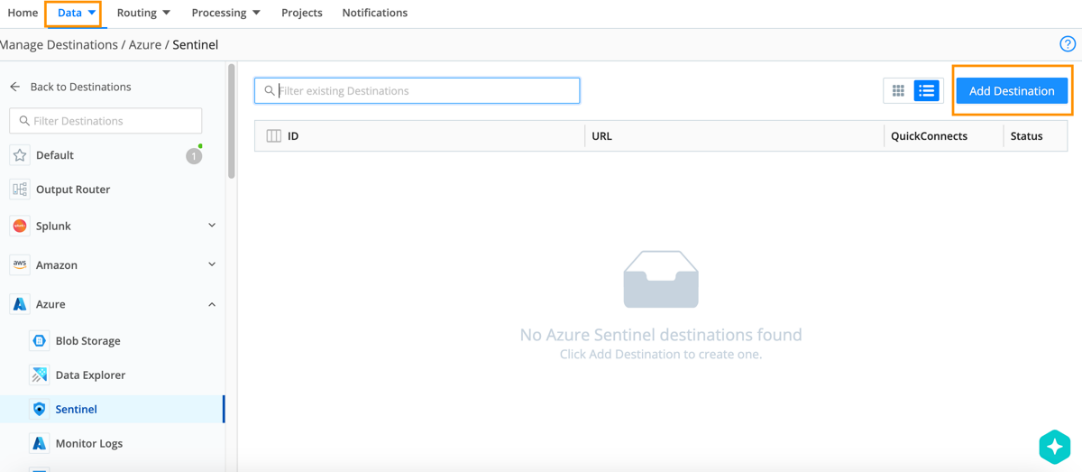 Home Data Routing Processing Projects Notifications
Manage Destinations / Azure / Sentinel
Back to Destinations
Filter Destinations
Default 1
Output Router
Splunk
aws Amazon
Azure
Blob Storage
Data Explorer
Sentinel
Monitor Logs
Filter existing Destinations
Add Destination
ID URL QuickConnects Status
No Azure Sentinel destinations found
Click Add Destination to create one.